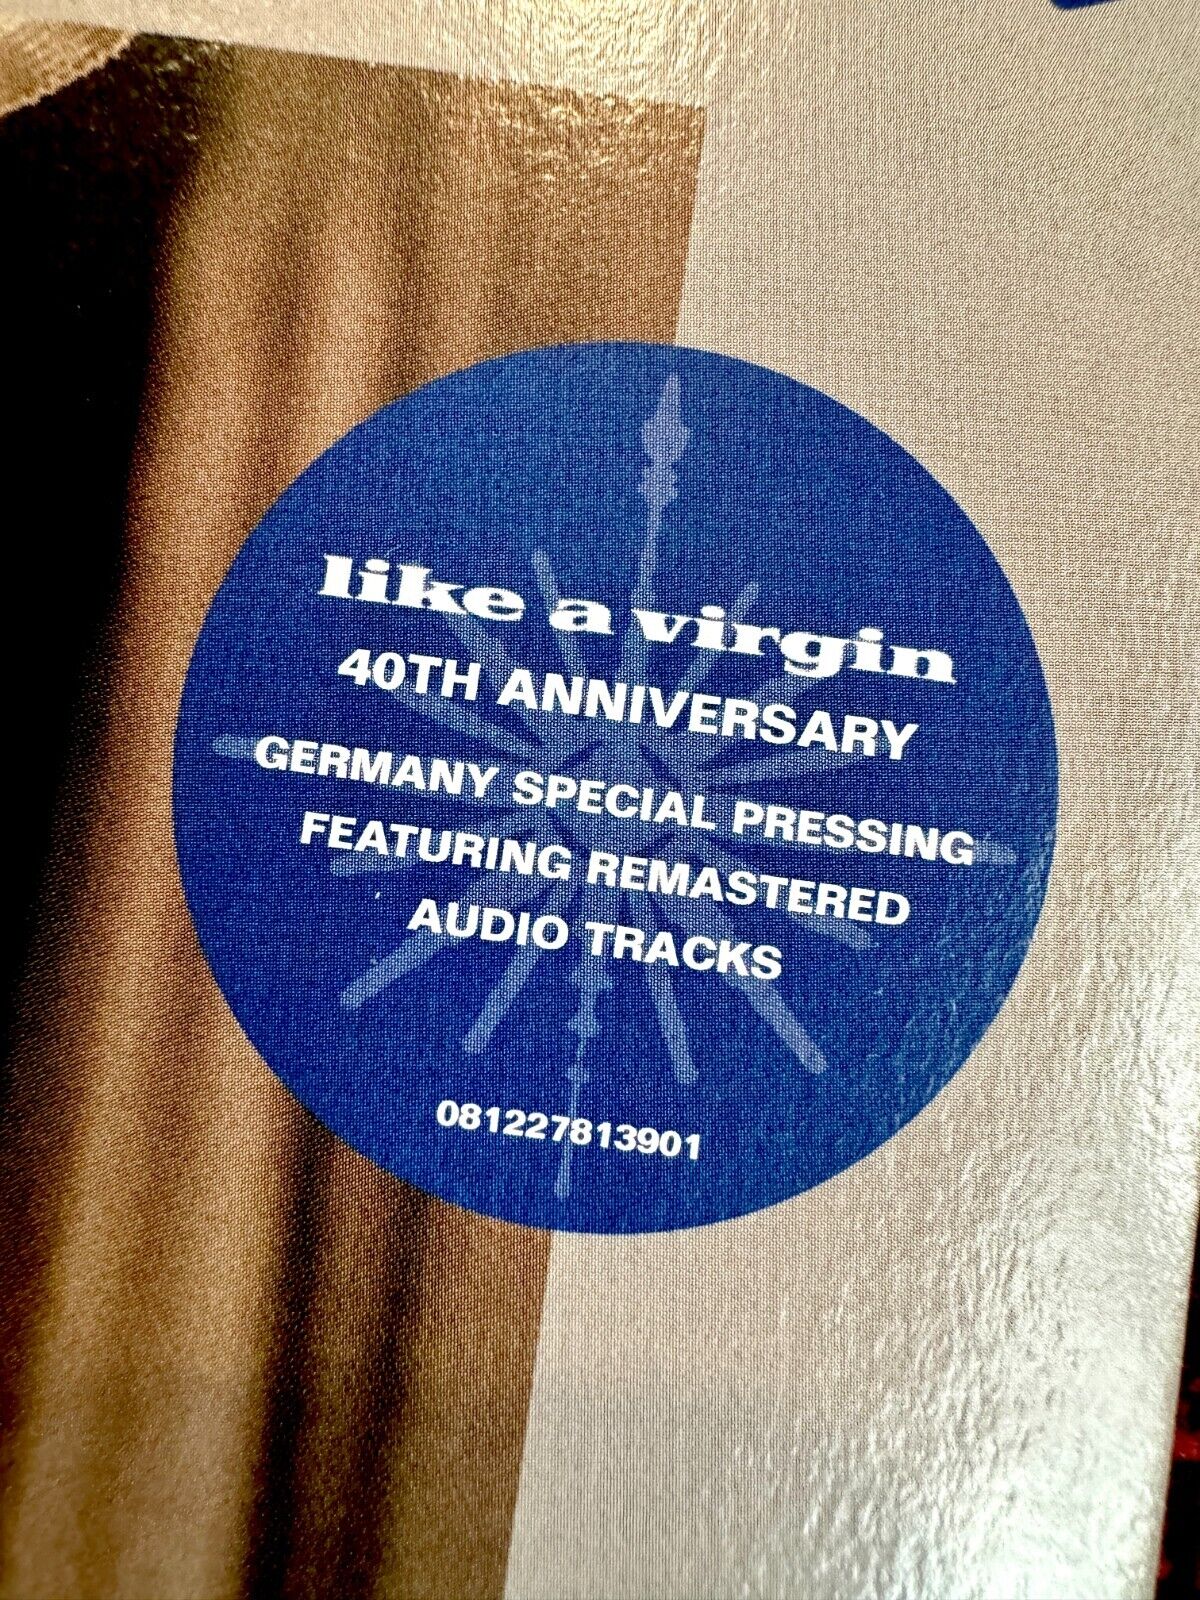 like a virgin
40TH ANNIVERSARY
GERMANY SPECIAL PRESSING
FEATURING REMASTERED
AUDIO TRACKS
081227813901